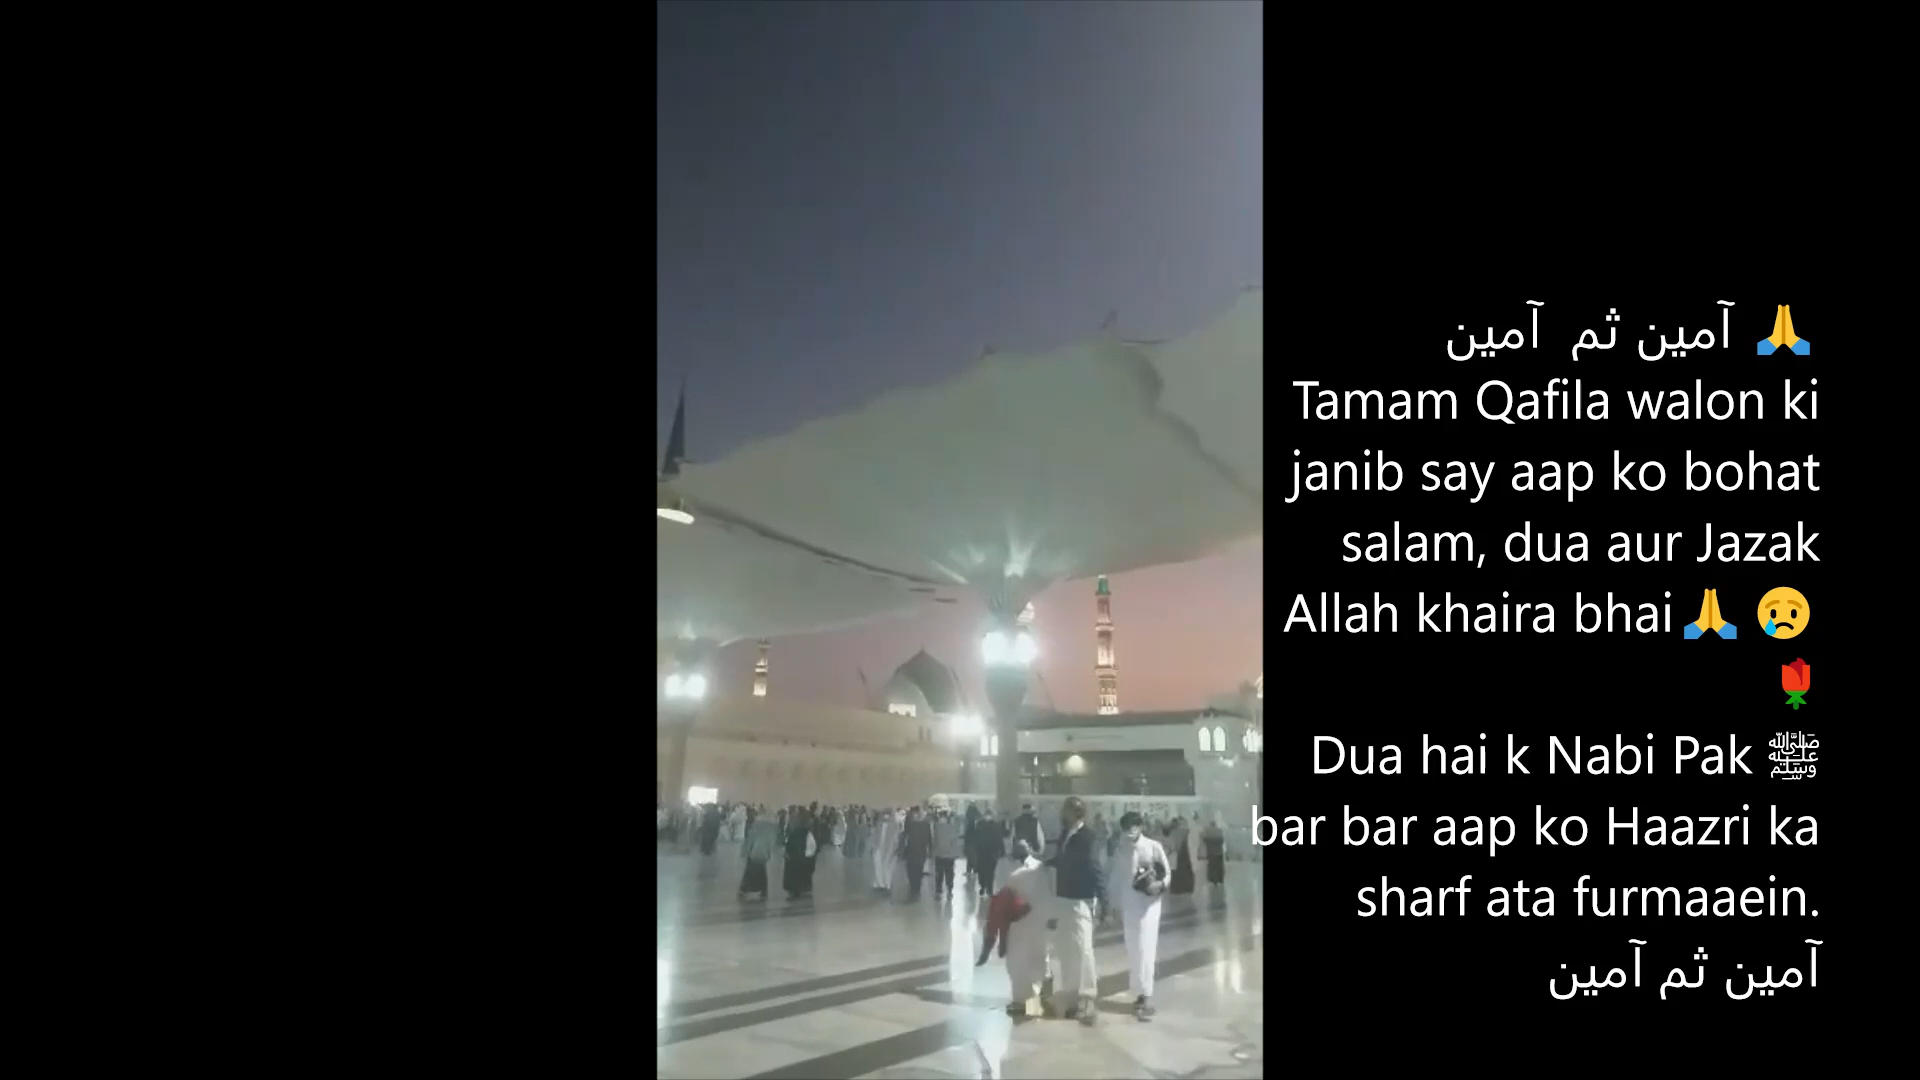 🙏 آمین ثم آمین
Tamam Qafila walon ki
janib say aap ko bohat
salam, dua aur Jazak
Allah khaira bhai🙏 😢
🌹
Dua hai k Nabi Pak ﷺ
bar bar aap ko Haazri ka
sharf ata furmaaein.
آمین ثم آمین